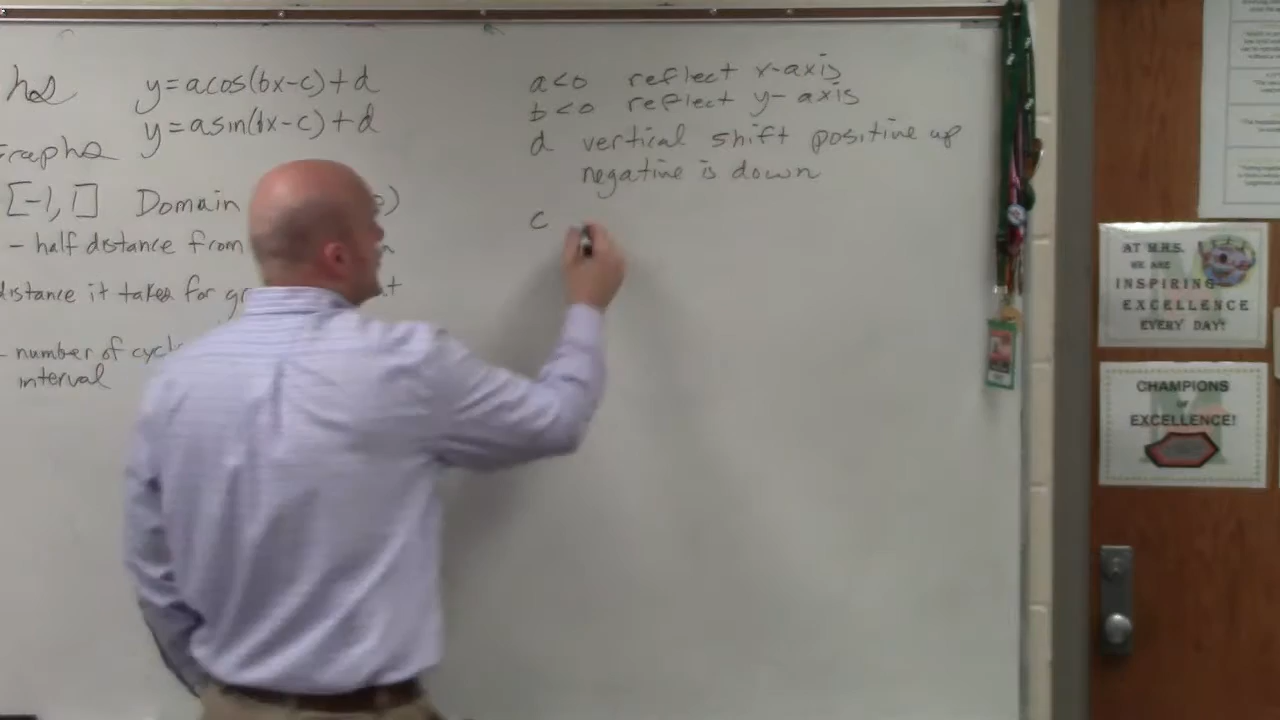 y=acos(bx-c)+d
y=asin(bx-c)+d
[-1, 1] Domain
- half distance from
distance it takes for
- number of
interval
a<0 reflect x-axis
b<0 reflect y-axis
d vertical shift positive up
negative is down
c
AT M.H.S.
WE ARE
INSPIRING
EXCELLENCE
EVERY DAY!
CHAMPIONS
of
EXCELLENCE!